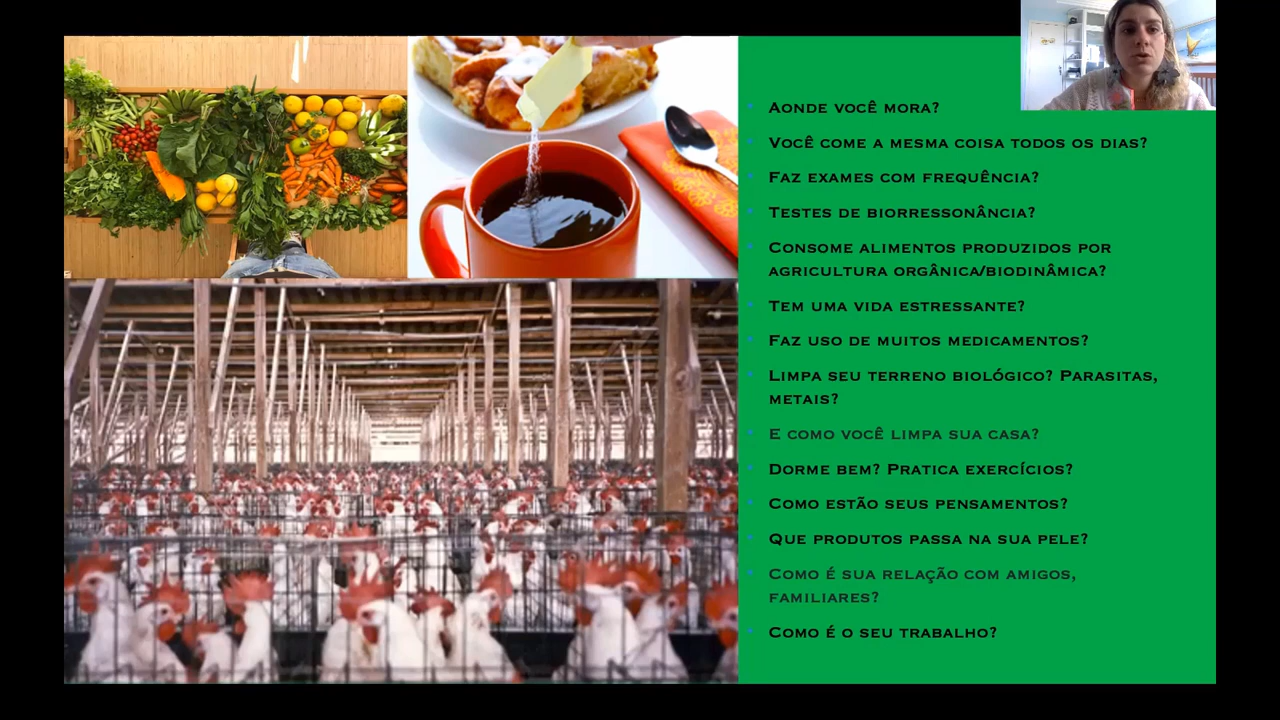 Aonde você mora?
Você come a mesma coisa todos os dias?
Faz exames com frequência?
Testes de biorressonância?
Consome alimentos produzidos por
agricultura orgânica/biodinâmica?
Tem uma vida estressante?
Faz uso de muitos medicamentos?
Limpa seu terreno biológico? Parasitas,
metais?
E como você limpa sua casa?
Dorme bem? Pratica exercícios?
Como estão seus pensamentos?
Que produtos passa na sua pele?
Como é sua relação com amigos,
familiares?
Como é o seu trabalho?